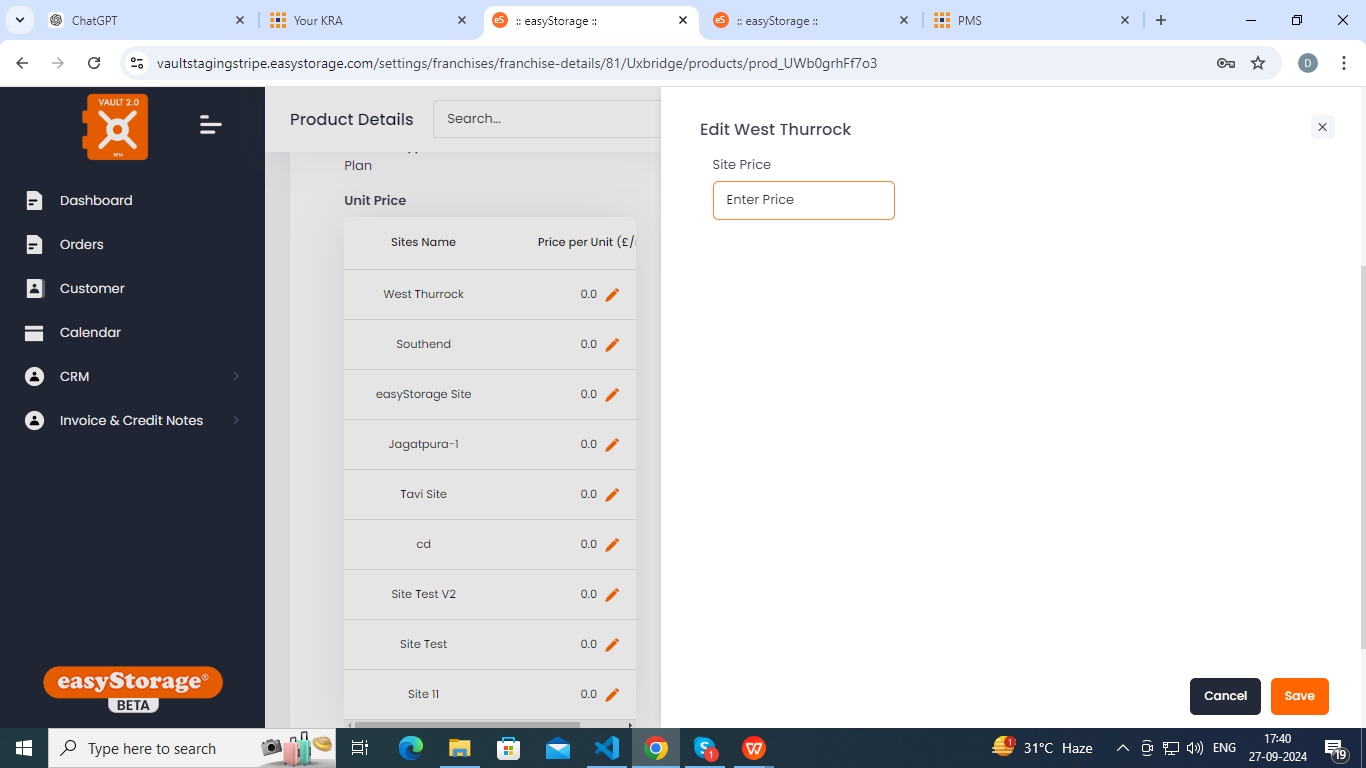 ChatGPT
Your KRA
:: easyStorage ::
:: easyStorage ::
PMS
vaultstagingstripe.easystorage.com/settings/franchises/franchise-details/81/Uxbridge/products/prod_UWb0grhFf7o3
D
VAULT 2.0
BETA
Product Details
Search...
Dashboard
Orders
Customer
Calendar
CRM
Invoice & Credit Notes
easyStorage®
BETA
Plan
Unit Price
Sites Name Price per Unit (£/
West Thurrock 0.0
Southend 0.0
easyStorage Site 0.0
Jagatpura-1 0.0
Tavi Site 0.0
cd 0.0
Site Test V2 0.0
Site Test 0.0
Site 11 0.0
Edit West Thurrock
Site Price
Enter Price
Cancel
Save
Type here to search
1
31°C Haze
ENG
17:40
27-09-2024
19